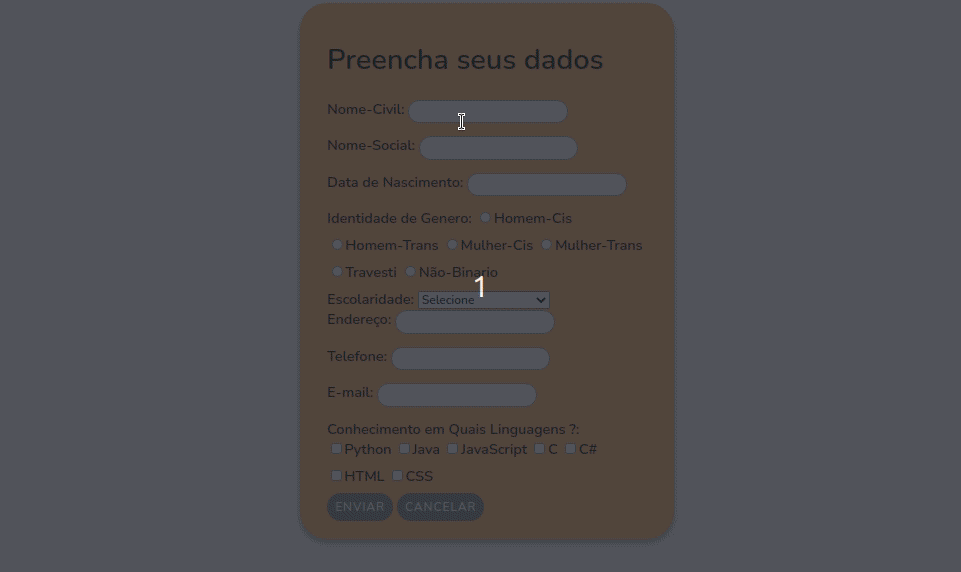 Preencha seus dados
Nome-Civil:
Nome-Social:
Data de Nascimento:
Identidade de Genero: Homem-Cis
Homem-Trans Mulher-Cis Mulher-Trans
Travesti Não-Binario
1
Escolaridade: Selecione
Endereço:
Telefone:
E-mail:
Conhecimento em Quais Linguagens ?:
Python Java JavaScript C C#
HTML CSS
ENVIAR CANCELAR